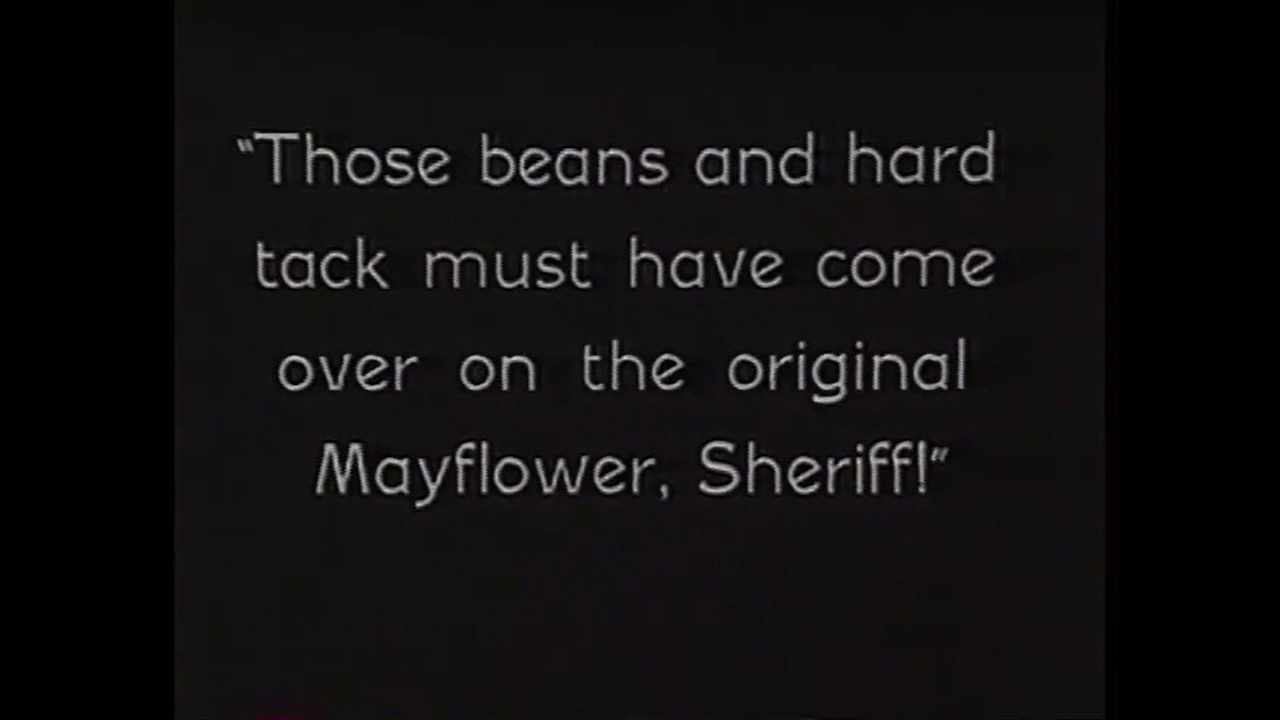 “Those beans and hard
tack must have come
over on the original
Mayflower, Sheriff!”